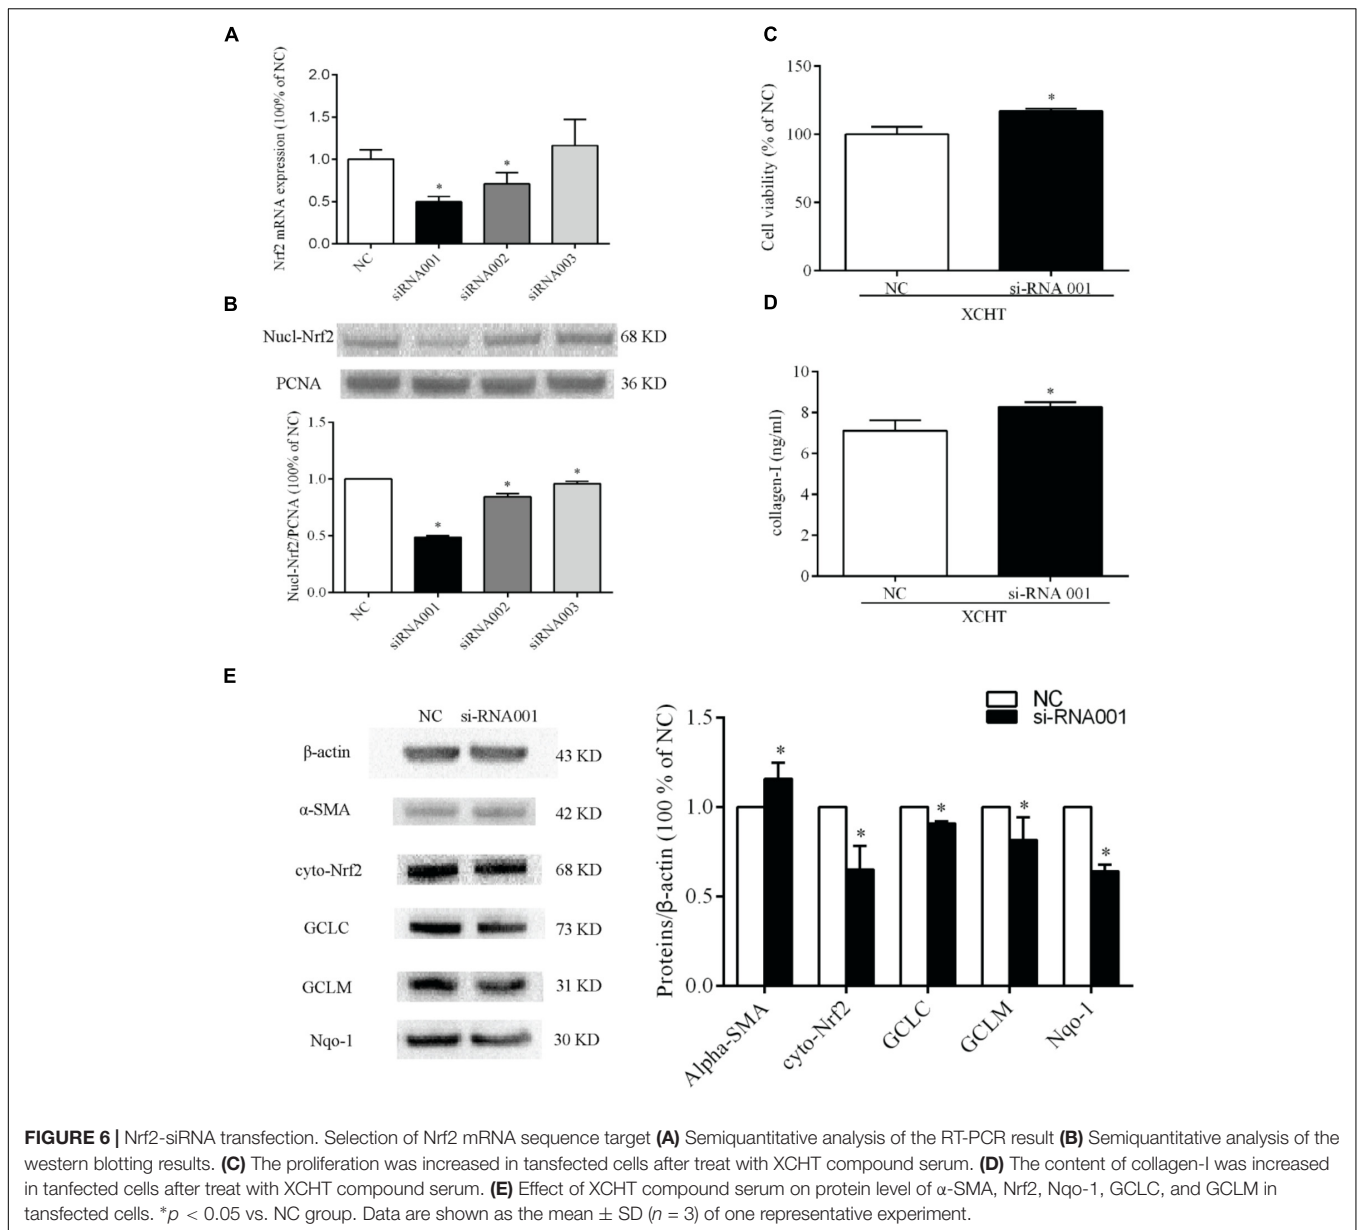 A
Nrf2 mRNA expression (100% of NC)
2.0
1.5
1.0
0.5
0.0
*
*
NC
siRNA001
siRNA002
siRNA003
B
Nucl-Nrf2
68 KD
PCNA
36 KD
Nucl-Nrf2/PCNA (100% of NC)
1.5
1.0
0.5
0.0
*
*
*
NC
siRNA001
siRNA002
siRNA003
C
Cell viability (% of NC)
150
100
50
0
*
NC si-RNA 001
XCHT
D
collagen-I (ng/ml)
10
8
6
4
2
0
*
NC si-RNA 001
XCHT
E
NC si-RNA001
β-actin 43 KD
α-SMA 42 KD
cyto-Nrf2 68 KD
GCLC 73 KD
GCLM 31 KD
Nqo-1 30 KD
NC
si-RNA001
Proteins/β-actin (100 % of NC)
1.5
1.0
0.5
0.0
*
*
*
*
*
Alpha-SMA
cyto-Nrf2
GCLC
GCLM
Nqo-1
FIGURE 6 | Nrf2-siRNA transfection. Selection of Nrf2 mRNA sequence target (A) Semiquantitative analysis of the RT-PCR result (B) Semiquantitative analysis of the
western blotting results. (C) The proliferation was increased in tansfected cells after treat with XCHT compound serum. (D) The content of collagen-I was increased
in tanfected cells after treat with XCHT compound serum. (E) Effect of XCHT compound serum on protein level of α-SMA, Nrf2, Nqo-1, GCLC, and GCLM in
tansfected cells. *p < 0.05 vs. NC group. Data are shown as the mean ± SD (n = 3) of one representative experiment.